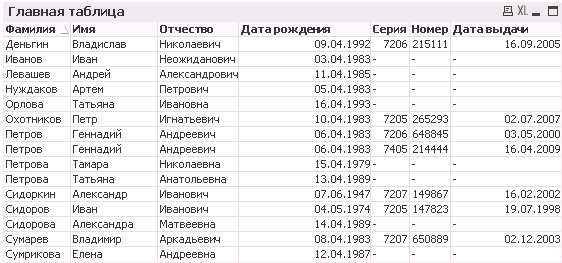 Главная таблица XL
Фамилия Имя Отчество Дата рождения Серия Номер Дата выдачи
Деньгин Владислав Николаевич 09.04.1992 7206 215111 16.09.2005
Иванов Иван Неожиданович 03.04.1983 - - -
Левашев Андрей Александрович 11.04.1985 - - -
Нуждаков Артем Петрович 05.04.1983 - - -
Орлова Татьяна Ивановна 16.04.1993 - - -
Охотников Петр Игнатьевич 10.04.1983 7205 265293 02.07.2007
Петров Геннадий Андреевич 06.04.1983 7206 648845 03.05.2000
Петров Геннадий Андреевич 06.04.1983 7405 214444 16.04.2009
Петрова Тамара Николаевна 15.04.1979 - - -
Петрова Татьяна Анатольевна 13.04.1989 - - -
Сидоркин Александр Иванович 07.06.1947 7207 149867 16.02.2002
Сидоров Иван Иванович 04.05.1974 7205 147823 19.07.1998
Сидорова Александра Матвеевна 14.04.1989 - - -
Сумарев Владимир Аркадьевич 08.04.1983 7207 650889 02.12.2003
Сумрикова Елена Андреевна 12.04.1987 - - -